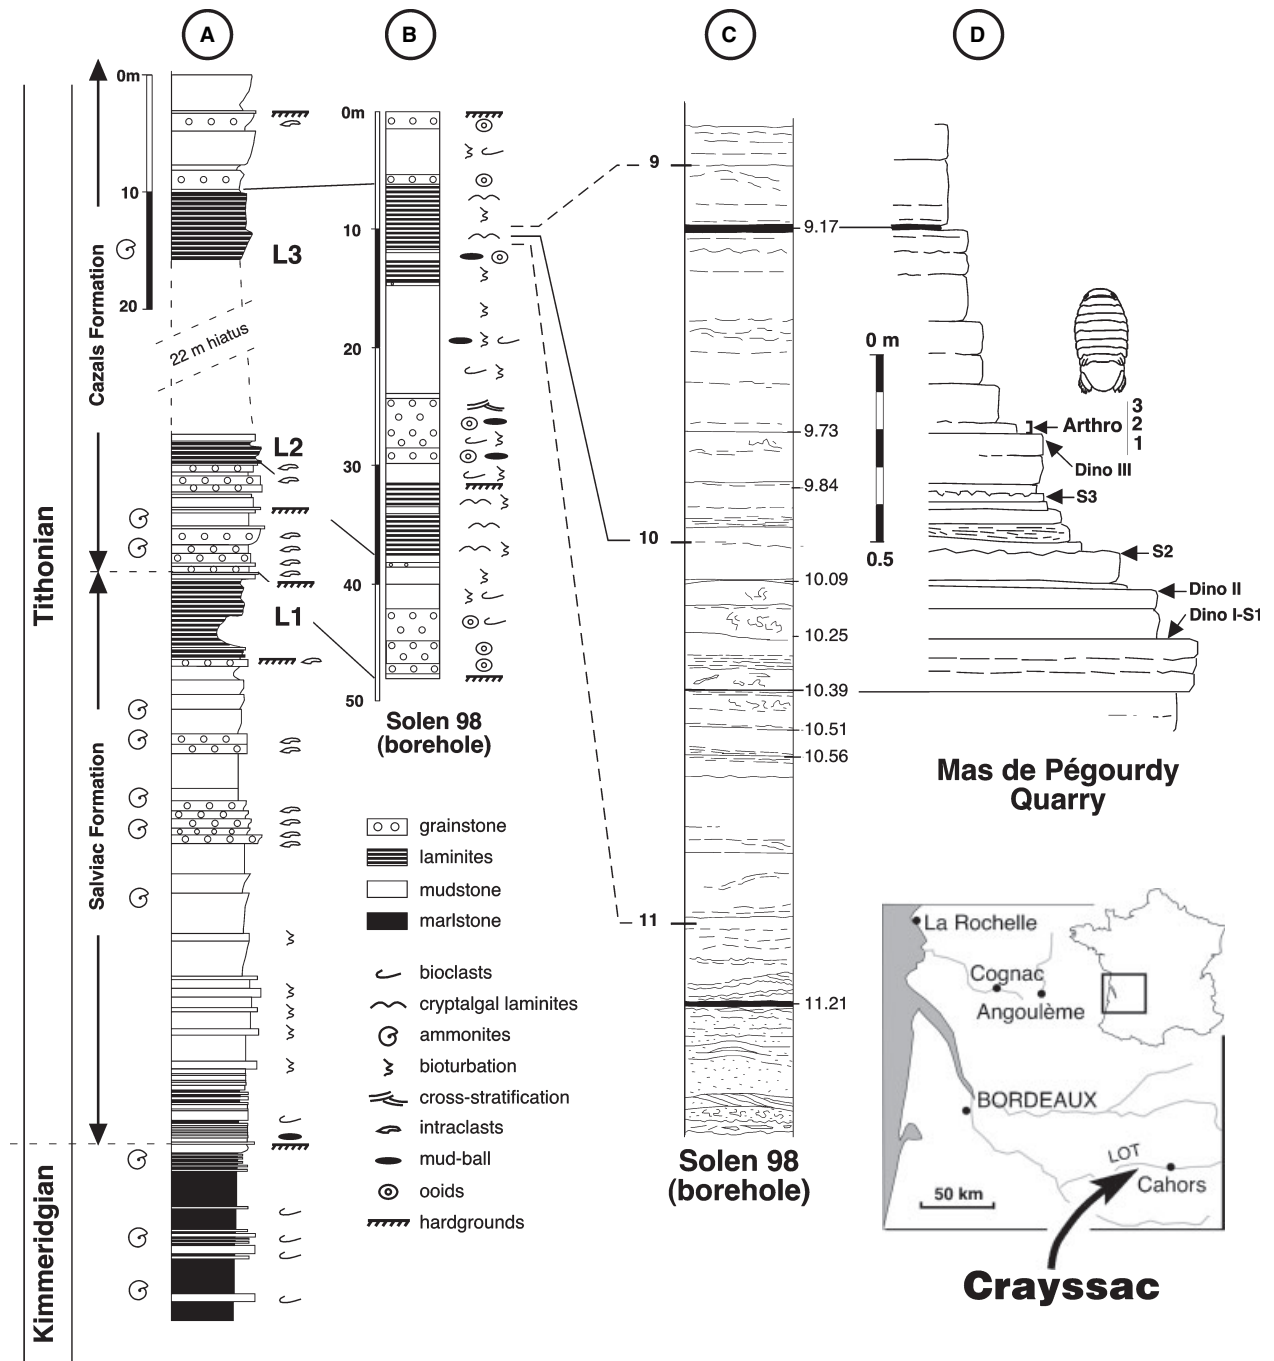 A
B
C
D
Tithonian
Kimmeridgian
Cazals Formation
Salviac Formation
0m
10
20
22 m hiatus
L3
L2
L1
0m
10
20
30
40
50
Solen 98
(borehole)
grainstone
laminites
mudstone
marlstone
bioclasts
cryptalgal laminites
ammonites
bioturbation
cross-stratification
intraclasts
mud-ball
ooids
hardgrounds
9
10
11
9.17
9.73
9.84
10.09
10.25
10.39
10.51
10.56
11.21
Solen 98
(borehole)
0 m
0.5
3
Arthro 2
1
Dino III
S3
S2
Dino II
Dino I-S1
Mas de Pégourdy
Quarry
La Rochelle
Cognac
Angoulême
BORDEAUX
LOT
Cahors
50 km
Crayssac